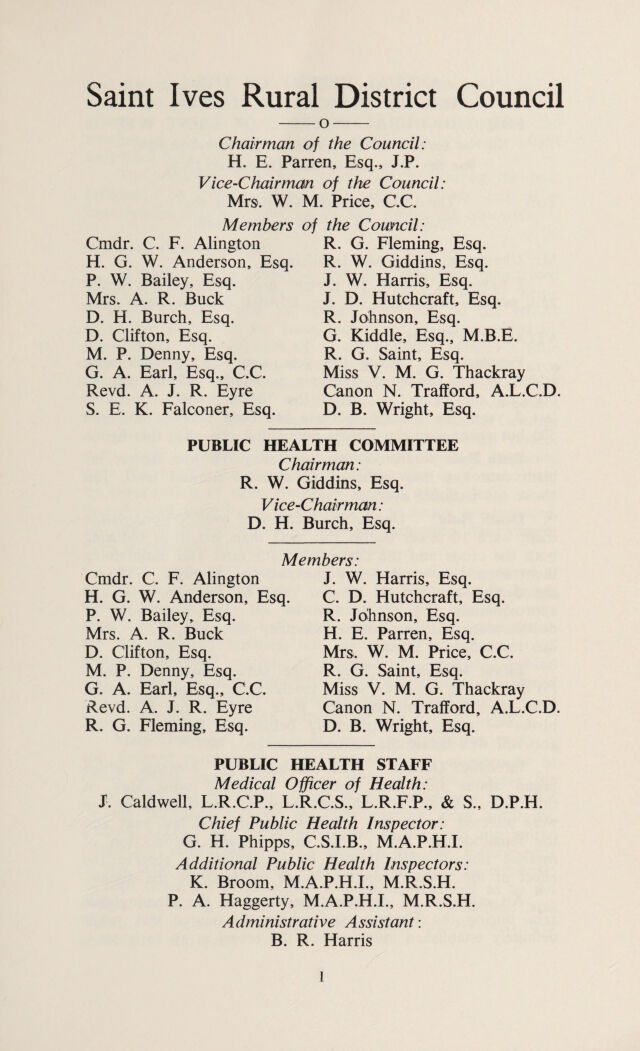 Saint Ives Rural District Council
—— O ——
Chairman of the Council:
H. E. Parren, Esq., J.P.
Vice-Chairman of the Council:
Mrs. W. M. Price, C.C.
Members of the Council:
Cmdr. C. F. Alington
H. G. W. Anderson, Esq.
P. W. Bailey, Esq.
Mrs. A. R. Buck
D. H. Burch, Esq.
D. Clifton, Esq.
M. P. Denny, Esq.
G. A. Earl, Esq., C.C.
Revd. A. J. R. Eyre
S. E. K. Falconer, Esq.
R. G. Fleming, Esq.
R. W. Giddins, Esq.
J. W. Harris, Esq.
J. D. Hutchcraft, Esq.
R. Johnson, Esq.
G. Kiddle, Esq., M.B.E.
R. G. Saint, Esq.
Miss V. M. G. Thackray
Canon N. Trafford, A.L.C.D.
D. B. Wright, Esq.
PUBLIC HEALTH COMMITTEE
Chairman:
R. W. Giddins, Esq.
Vice-Chairman:
D. H. Burch, Esq.
Members:
Cmdr. C. F. Alington
H. G. W. Anderson, Esq.
P. W. Bailey, Esq.
Mrs. A. R. Buck
D. Clifton, Esq.
M. P. Denny, Esq.
G. A. Earl, Esq., C.C.
Revd. A. J. R. Eyre
R. G. Fleming, Esq.
J. W. Harris, Esq.
C. D. Hutchcraft, Esq.
R. Johnson, Esq.
H. E. Parren, Esq.
Mrs. W. M. Price, C.C.
R. G. Saint, Esq.
Miss V. M. G. Thackray
Canon N. Trafford, A.L.C.D.
D. B. Wright, Esq.
PUBLIC HEALTH STAFF
Medical Officer of Health:
J. Caldwell, L.R.C.P., L.R.C.S., L.R.F.P., & S., D.P.H.
Chief Public Health Inspector:
G. H. Phipps, C.S.I.B., M.A.P.H.I.
Additional Public Health Inspectors:
K. Broom, M.A.P.H.I., M.R.S.H.
P. A. Haggerty, M.A.P.H.I., M.R.S.H.
Administrative Assistant:
B. R. Harris
1